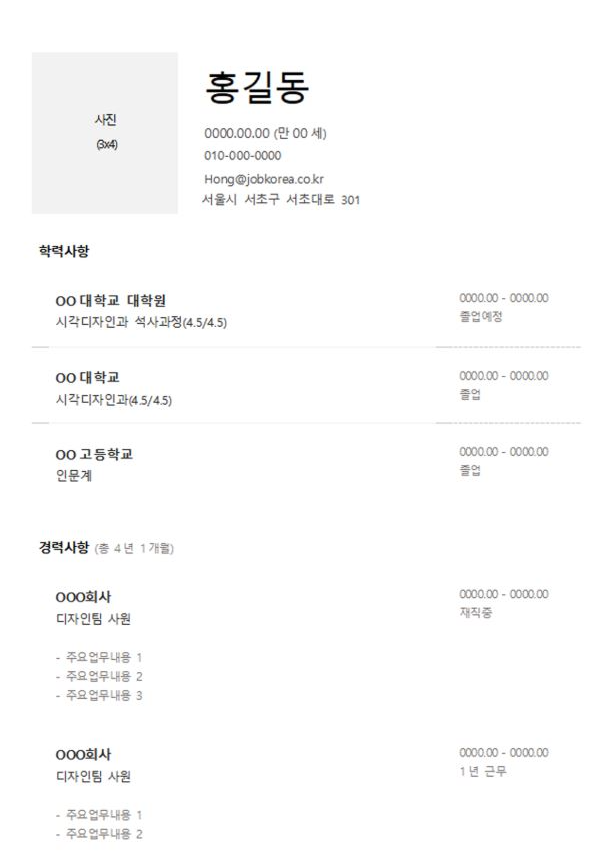 사진
(3x4)
홍길동
0000.00.00 (만 00 세)
010-000-0000
Hong@jobkorea.co.kr
서울시 서초구 서초대로 301
학력사항
OO 대학교 대학원
시각디자인과 석사과정(4.5/4.5)
0000.00 - 0000.00
졸업예정
OO 대학교
시각디자인과(4.5/4.5)
0000.00 - 0000.00
졸업
OO 고등학교
인문계
0000.00 - 0000.00
졸업
경력사항 (총 4 년 1 개월)
OOO회사
디자인팀 사원
0000.00 - 0000.00
재직중
- 주요업무내용 1
- 주요업무내용 2
- 주요업무내용 3
OOO회사
디자인팀 사원
0000.00 - 0000.00
1 년 근무
- 주요업무내용 1
- 주요업무내용 2